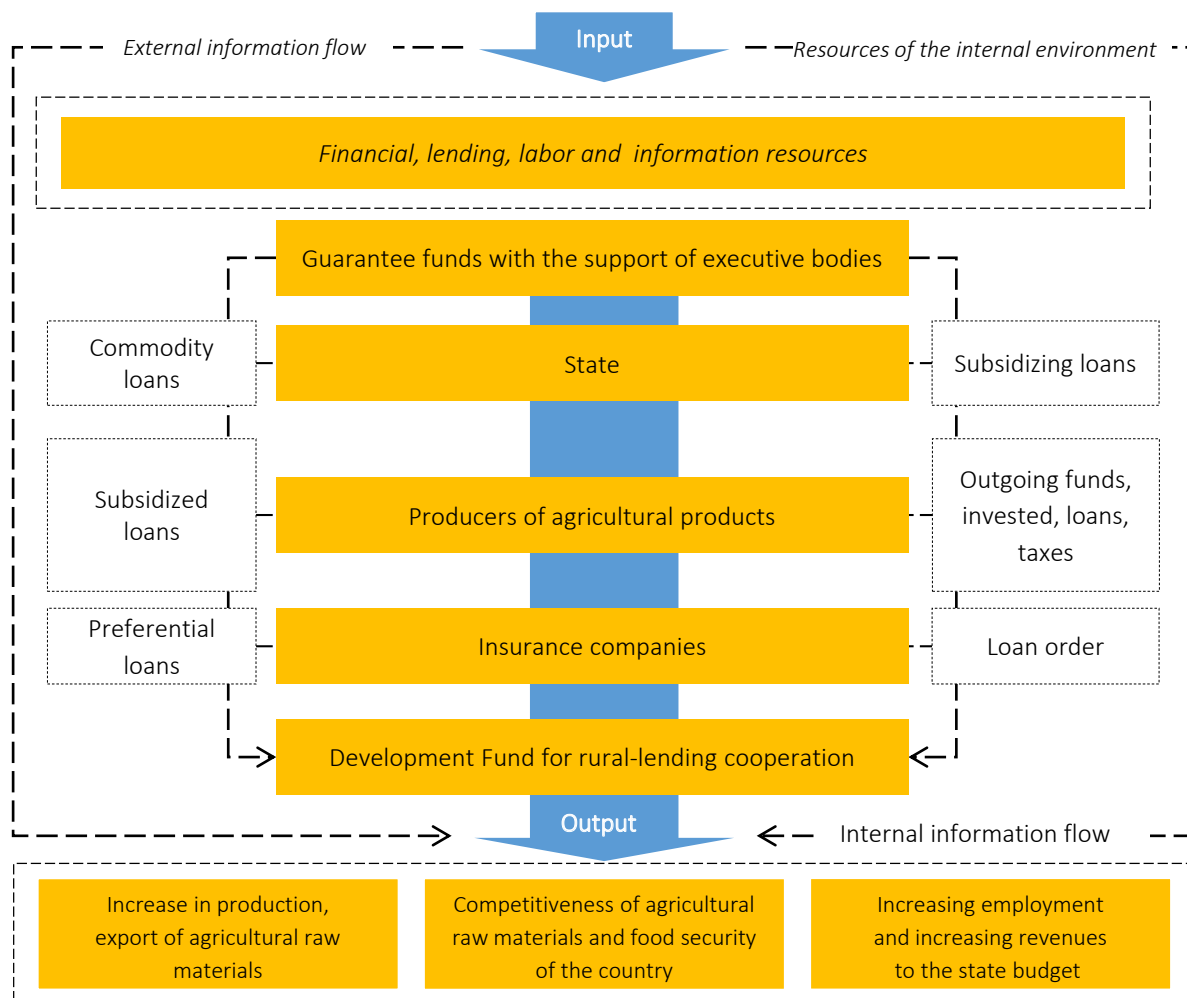 External information flow
Input
Resources of the internal environment
Financial, lending, labor and information resources
Guarantee funds with the support of executive bodies
Commodity
loans
State
Subsidizing loans
Subsidized
loans
Producers of agricultural products
Outgoing funds,
invested, loans,
taxes
Preferential
loans
Insurance companies
Loan order
Development Fund for rural-lending cooperation
Output
Internal information flow
Increase in production,
export of agricultural raw
materials
Competitiveness of agricultural
raw materials and food security
of the country
Increasing employment
and increasing revenues
to the state budget